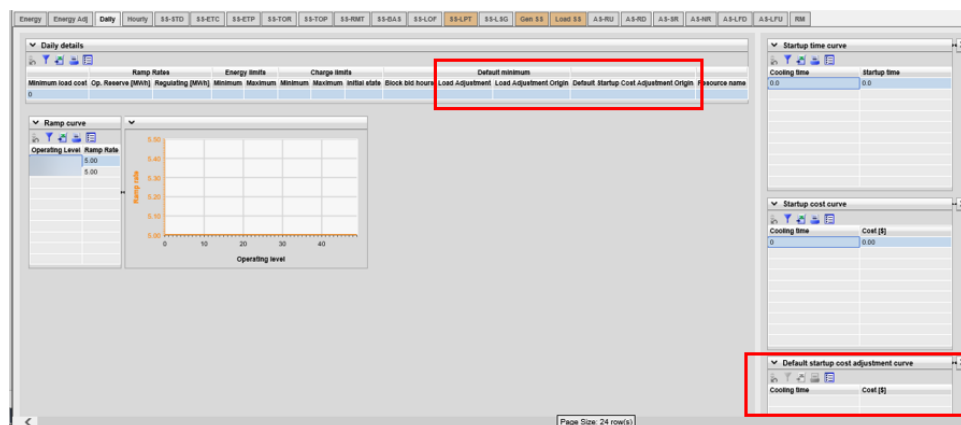 Energy Energy Adj Daily Hourly SS-STD SS-ETC SS-ETP SS-TOR SS-TOP SS-RMT SS-BAS SS-LOF SS-LPT SS-LSG Gen SS Load SS AS-RU AS-RD AS-SR AS-NR AS-LFD AS-LFU RM
Daily details
Ramp Rates Energy limits Charge limits Default minimum
Minimum load cost Op. Reserve [MW/h] Regulating [MW/h] Minimum Maximum Minimum Maximum Initial state Block bid hours Load Adjustment Load Adjustment Origin Default Startup Cost Adjustment Origin Resource name
0
Startup time curve
Cooling time Startup time
0.0 0.0
Ramp curve
Operating Level Ramp Rate
5.00
5.00
Ramp rate
5.50
5.40
5.30
5.20
5.10
5.00
0 10 20 30 40
Operating level
Startup cost curve
Cooling time Cost [$]
0 0.00
Default startup cost adjustment curve
Cooling time Cost [$]
Page Size: 24 row(s)